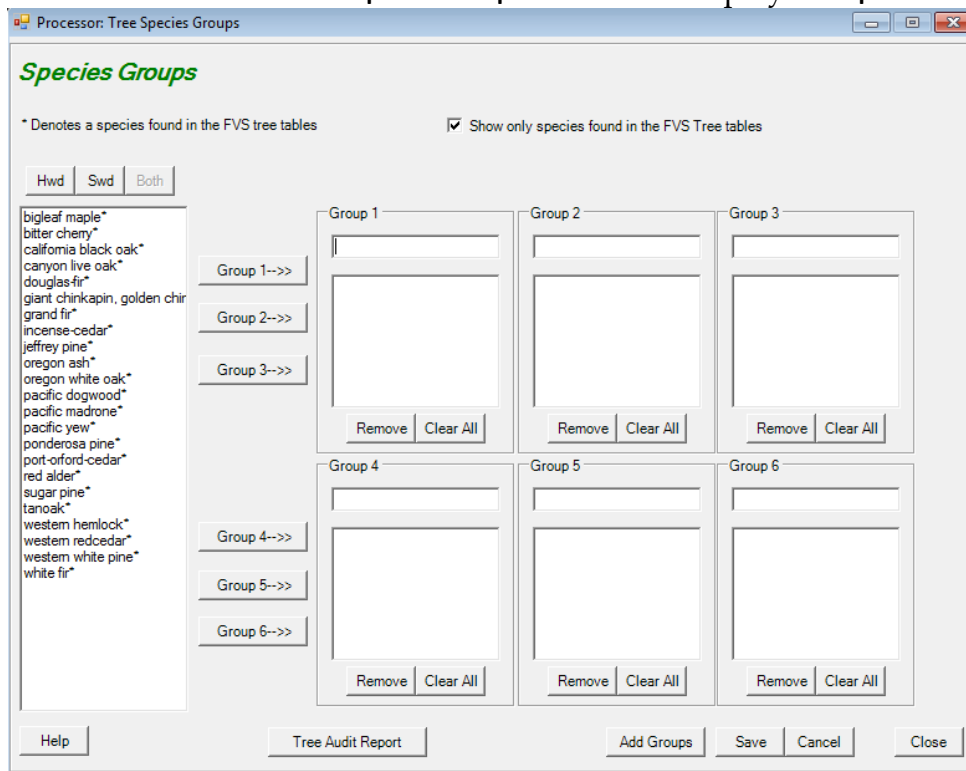 Processor: Tree Species Groups
Species Groups
* Denotes a species found in the FVS tree tables
Show only species found in the FVS Tree tables
Hwd Swd Both
bigleaf maple*
bitter cherry*
california black oak*
canyon live oak*
douglas-fir*
giant chinkapin, golden chir
grand fir*
incense-cedar*
jeffrey pine*
oregon ash*
oregon white oak*
pacific dogwood*
pacific madrone*
pacific yew*
ponderosa pine*
port-orford-cedar*
red alder*
sugar pine*
tanoak*
western hemlock*
western redcedar*
western white pine*
white fir*
Group 1-->>
Group 2-->>
Group 3-->>
Group 4-->>
Group 5-->>
Group 6-->>
Group 1
Remove Clear All
Group 2
Remove Clear All
Group 3
Remove Clear All
Group 4
Remove Clear All
Group 5
Remove Clear All
Group 6
Remove Clear All
Help Tree Audit Report Add Groups Save Cancel Close